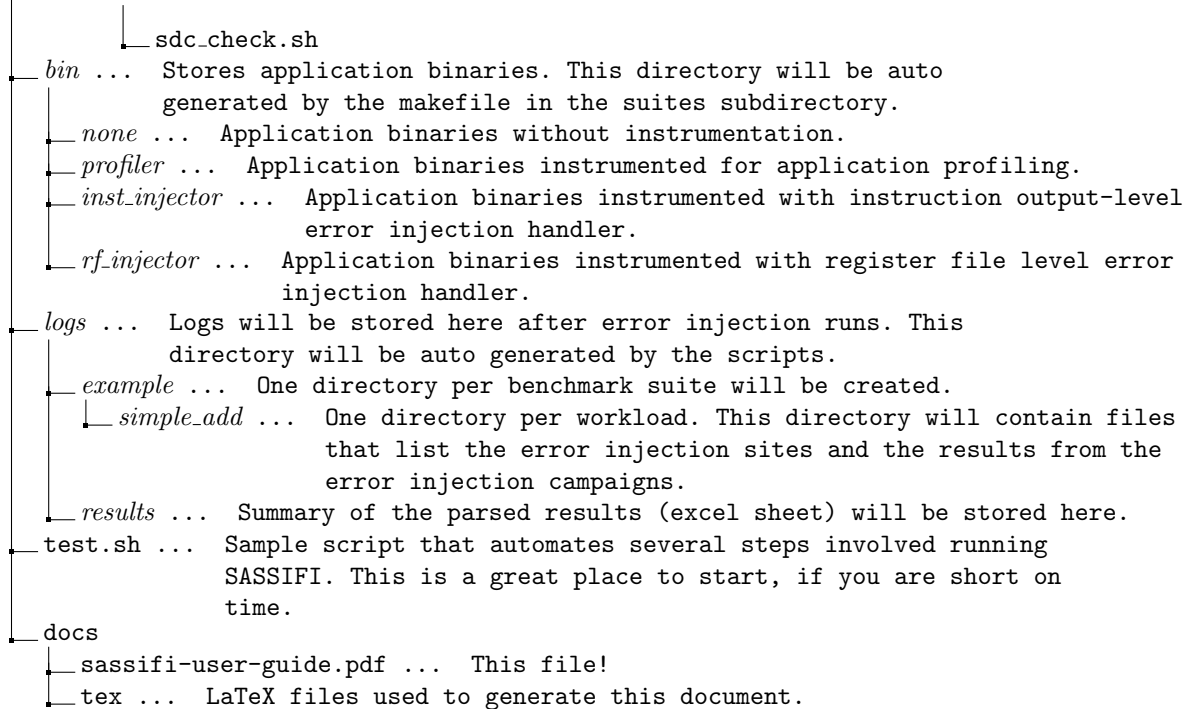 sdc_check.sh
bin ... Stores application binaries. This directory will be auto
generated by the makefile in the suites subdirectory.
none ... Application binaries without instrumentation.
profiler ... Application binaries instrumented for application profiling.
inst_injector ... Application binaries instrumented with instruction output-level
error injection handler.
rf_injector ... Application binaries instrumented with register file level error
injection handler.
logs ... Logs will be stored here after error injection runs. This
directory will be auto generated by the scripts.
example ... One directory per benchmark suite will be created.
simple_add ... One directory per workload. This directory will contain files
that list the error injection sites and the results from the
error injection campaigns.
results ... Summary of the parsed results (excel sheet) will be stored here.
test.sh ... Sample script that automates several steps involved running
SASSIFI. This is a great place to start, if you are short on
time.
docs
sassifi-user-guide.pdf ... This file!
tex ... LaTeX files used to generate this document.